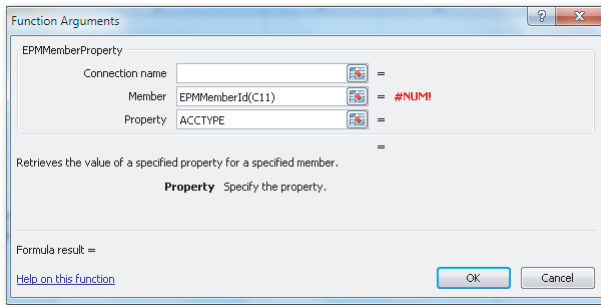 Function Arguments
EPMMemberProperty
Connection name =
Member EPMMemberId(C11) = #NUM!
Property ACCTYPE =
=
Retrieves the value of a specified property for a specified member.
Property Specify the property.
Formula result =
Help on this function OK Cancel